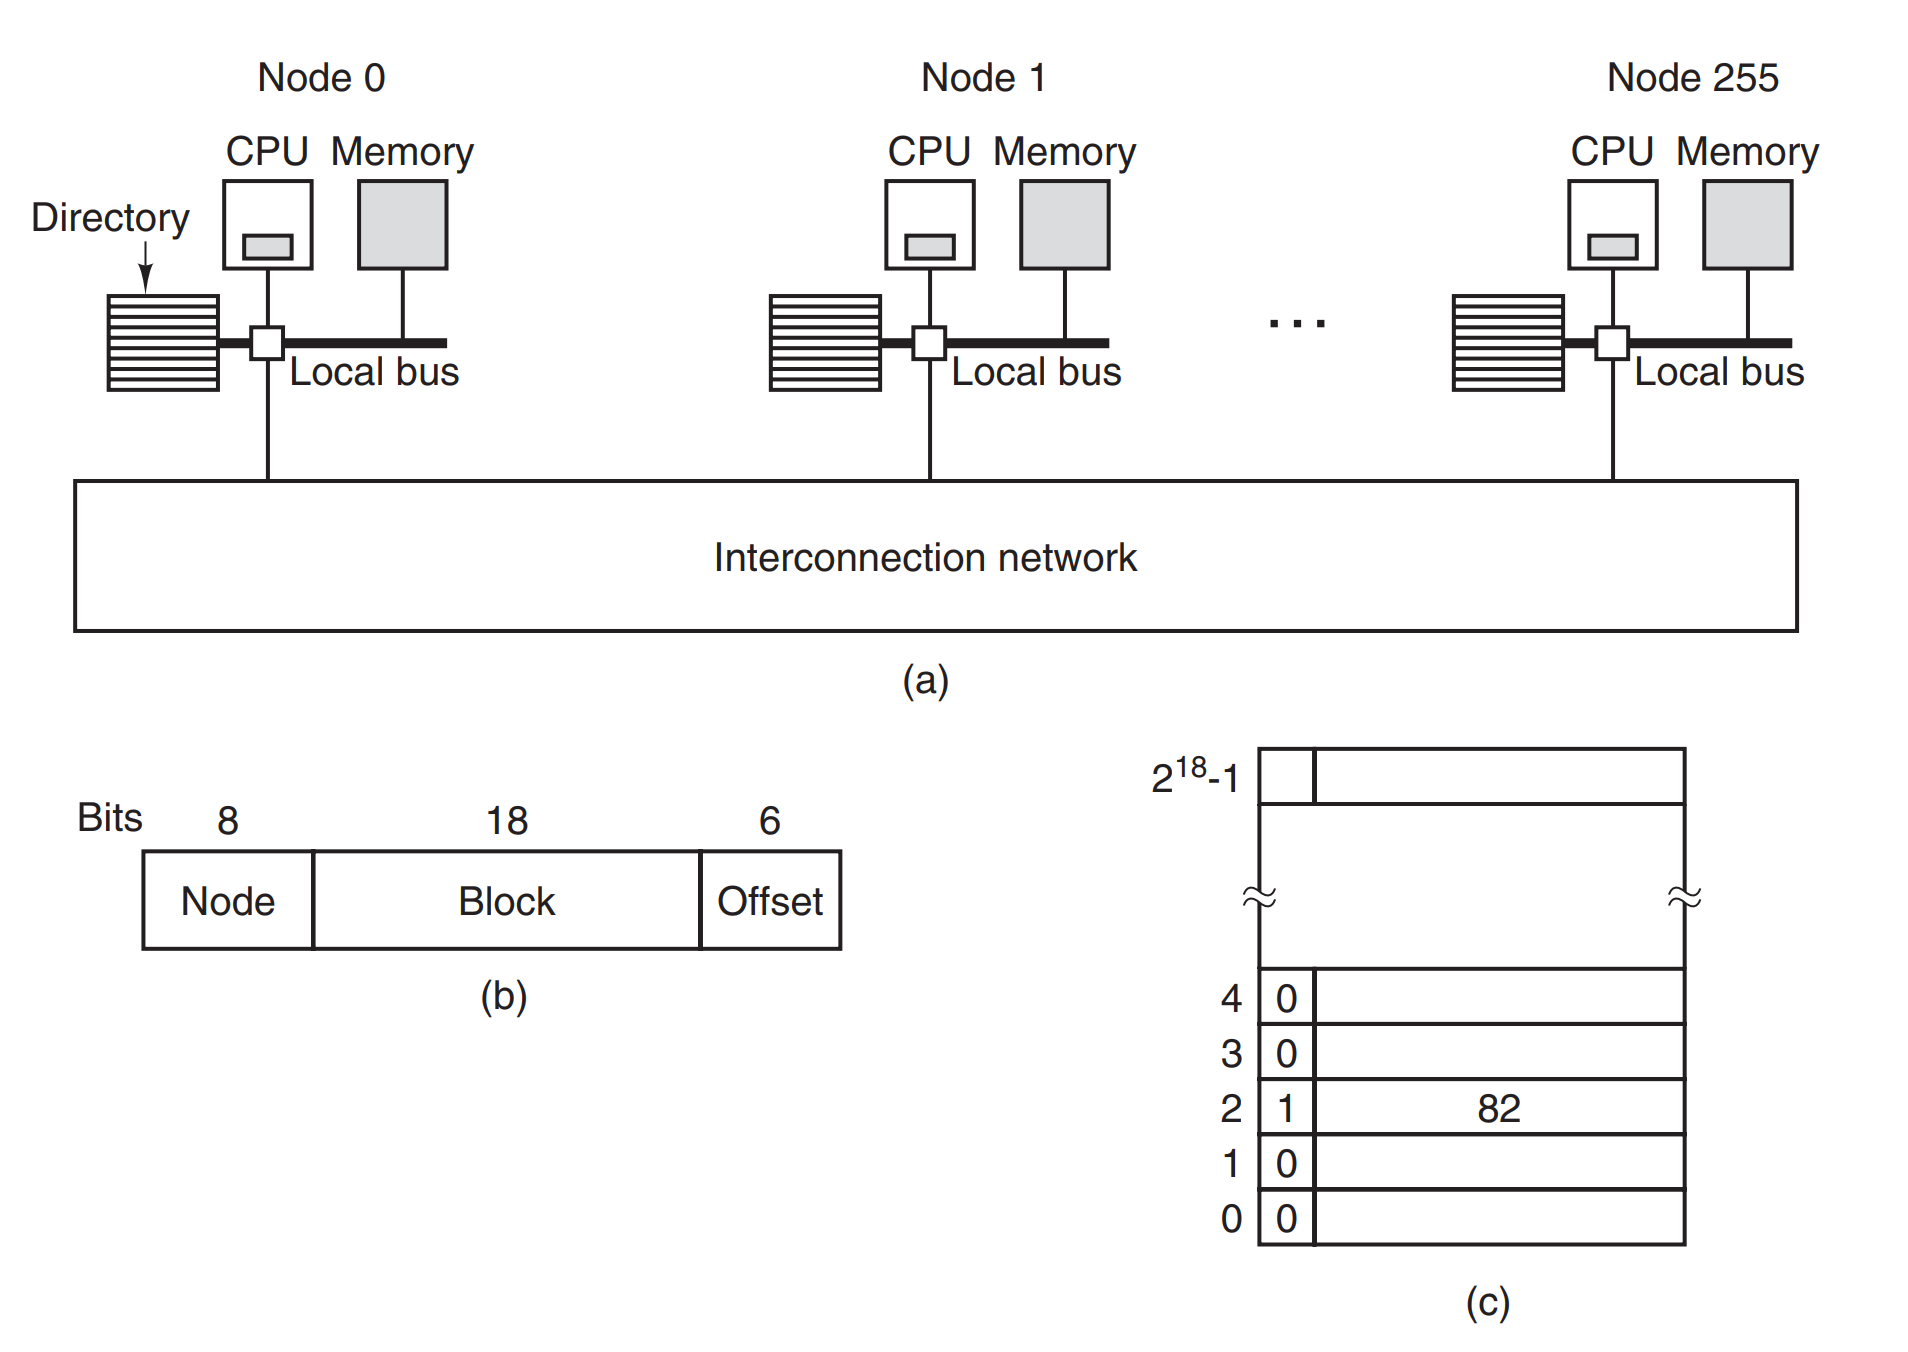 Node 0 Node 1 Node 255
CPU Memory CPU Memory CPU Memory
Directory
...
Local bus Local bus Local bus
Interconnection network
(a)
Bits 8 18 6
Node Block Offset
(b)
2¹⁸-1
4 0
3 0
2 1 82
1 0
0 0
(c)